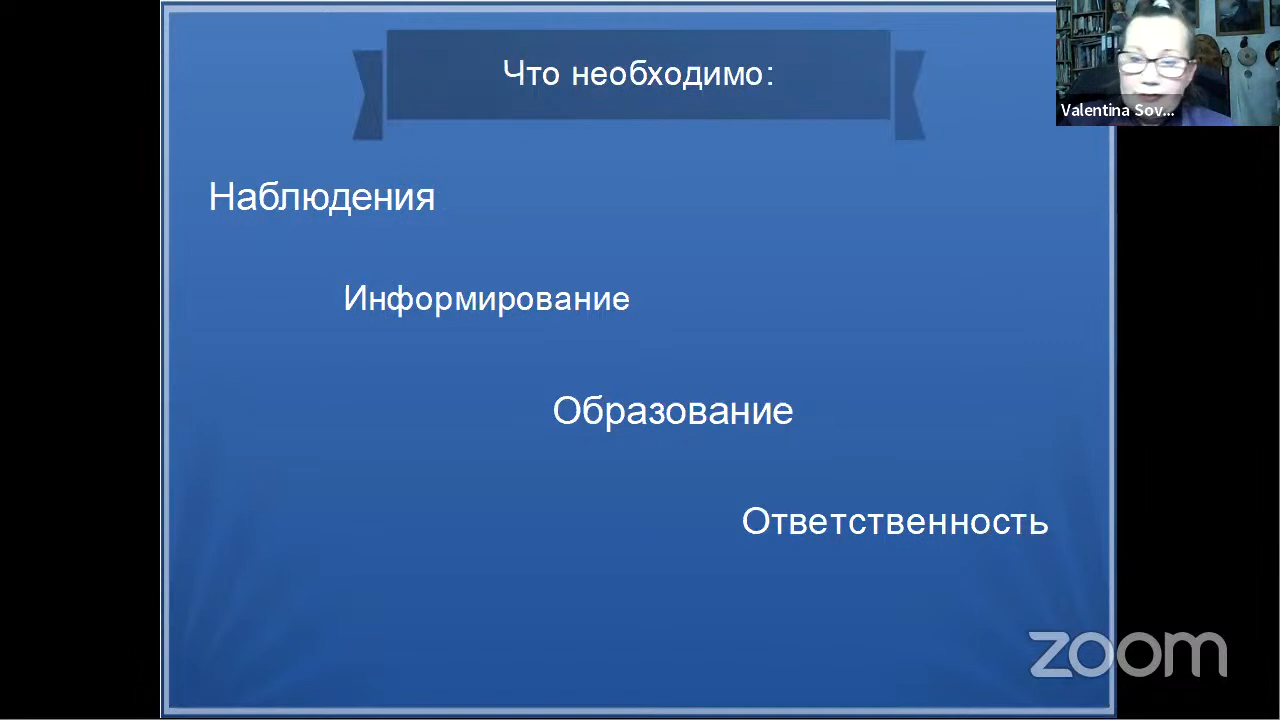 Что необходимо:
Valentina Sov...
Наблюдения
Информирование
Образование
Ответственность
zoom